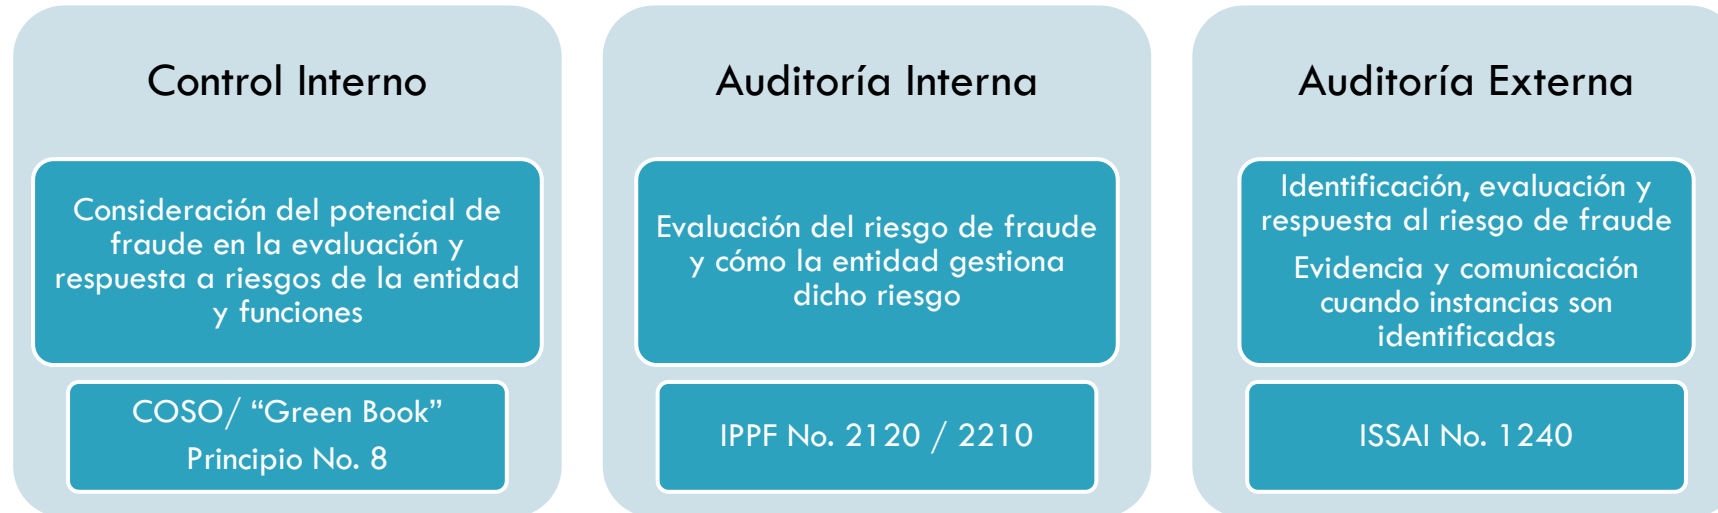 Control Interno
Consideración del potencial de
fraude en la evaluación y
respuesta a riesgos de la entidad
y funciones
COSO/ “Green Book”
Principio No. 8
Auditoría Interna
Evaluación del riesgo de fraude
y cómo la entidad gestiona
dicho riesgo
IPPF No. 2120 / 2210
Auditoría Externa
Identificación, evaluación y
respuesta al riesgo de fraude
Evidencia y comunicación
cuando instancias son
identificadas
ISSAI No. 1240